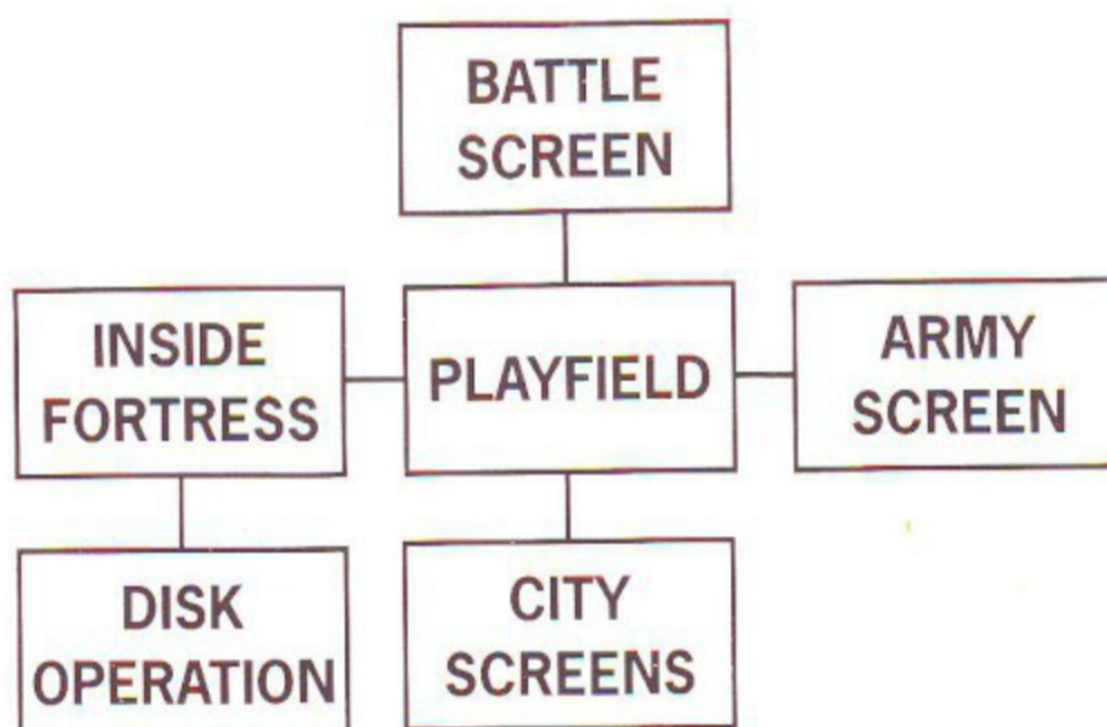 BATTLE
SCREEN
INSIDE
FORTRESS
PLAYFIELD
ARMY
SCREEN
DISK
OPERATION
CITY
SCREENS